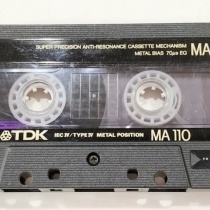 SUPER PRECISION ANTI-RESONANCE CASSETTE MECHANISM
METAL BIAS 70μs EQ
MA
TDK IEC IV/TYPE IV METAL POSITION MA 110